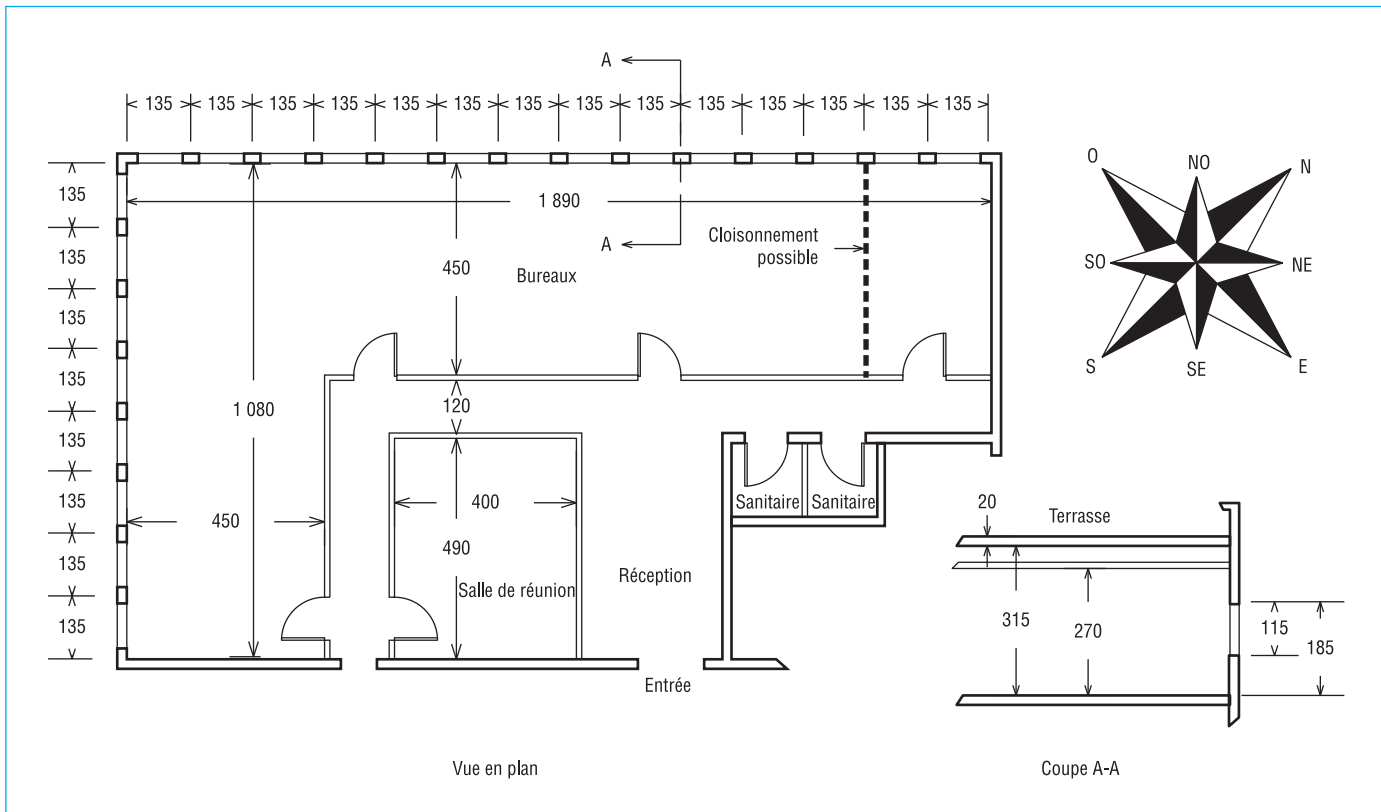 A
135 135 135 135 135 135 135 135 135 135 135 135 135 135
O
NO
N
135
1 890
A
Cloisonnement
possible
135
450
Bureaux
SO
NE
135
S
SE
E
135
1 080
120
135
135
400
Sanitaire
Sanitaire
20
Terrasse
450
490
135
Réception
Salle de réunion
315
270
115
185
135
Entrée
Vue en plan
Coupe A-A